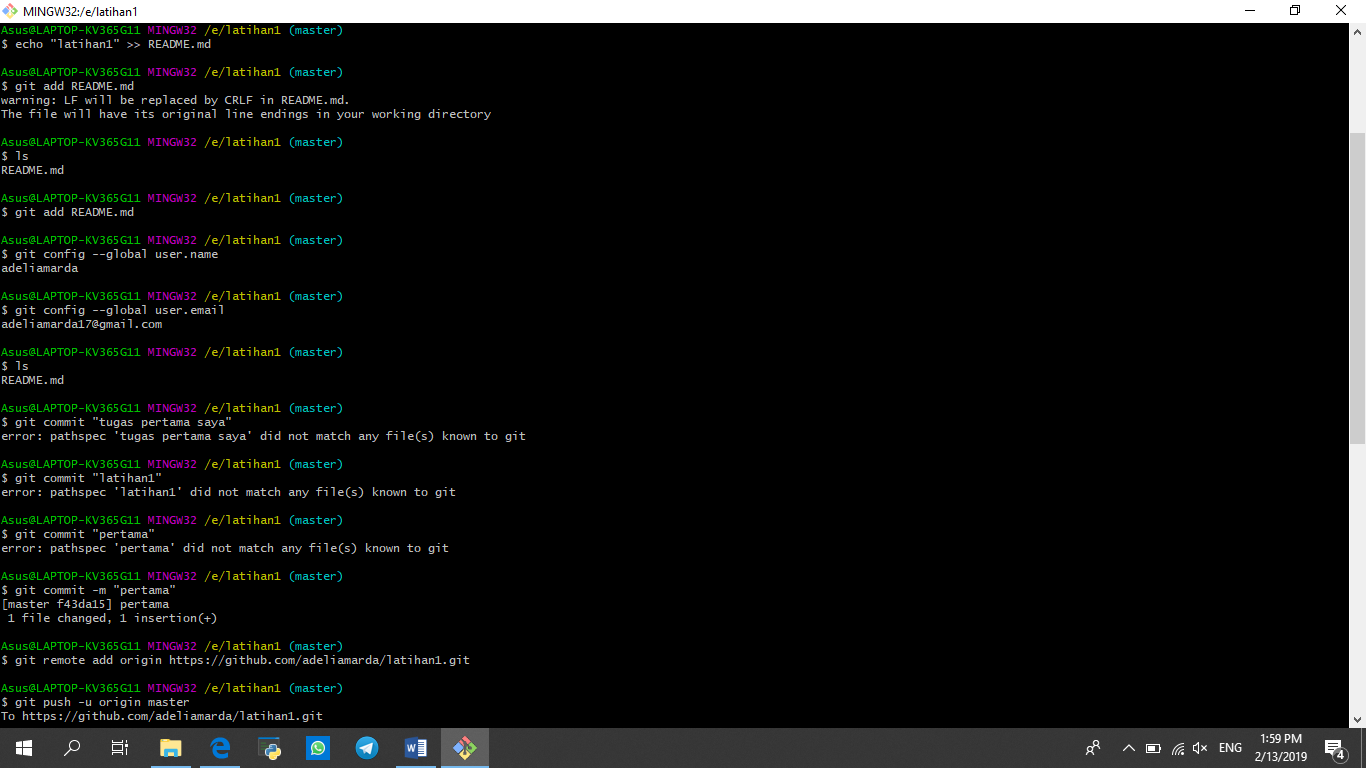 MINGW32:/e/latihan1
Asus@LAPTOP-KV365G11 MINGW32 /e/latihan1 (master)
$ echo "latihan1" >> README.md
Asus@LAPTOP-KV365G11 MINGW32 /e/latihan1 (master)
$ git add README.md
warning: LF will be replaced by CRLF in README.md.
The file will have its original line endings in your working directory
Asus@LAPTOP-KV365G11 MINGW32 /e/latihan1 (master)
$ ls
README.md
Asus@LAPTOP-KV365G11 MINGW32 /e/latihan1 (master)
$ git add README.md
Asus@LAPTOP-KV365G11 MINGW32 /e/latihan1 (master)
$ git config --global user.name
adeliamarda
Asus@LAPTOP-KV365G11 MINGW32 /e/latihan1 (master)
$ git config --global user.email
adeliamarda17@gmail.com
Asus@LAPTOP-KV365G11 MINGW32 /e/latihan1 (master)
$ ls
README.md
Asus@LAPTOP-KV365G11 MINGW32 /e/latihan1 (master)
$ git commit "tugas pertama saya"
error: pathspec 'tugas pertama saya' did not match any file(s) known to git
Asus@LAPTOP-KV365G11 MINGW32 /e/latihan1 (master)
$ git commit "latihan1"
error: pathspec 'latihan1' did not match any file(s) known to git
Asus@LAPTOP-KV365G11 MINGW32 /e/latihan1 (master)
$ git commit "pertama"
error: pathspec 'pertama' did not match any file(s) known to git
Asus@LAPTOP-KV365G11 MINGW32 /e/latihan1 (master)
$ git commit -m "pertama"
[master f43da15] pertama
 1 file changed, 1 insertion(+)
Asus@LAPTOP-KV365G11 MINGW32 /e/latihan1 (master)
$ git remote add origin https://github.com/adeliamarda/latihan1.git
Asus@LAPTOP-KV365G11 MINGW32 /e/latihan1 (master)
$ git push -u origin master
To https://github.com/adeliamarda/latihan1.git
ENG
1:59 PM
2/13/2019
4